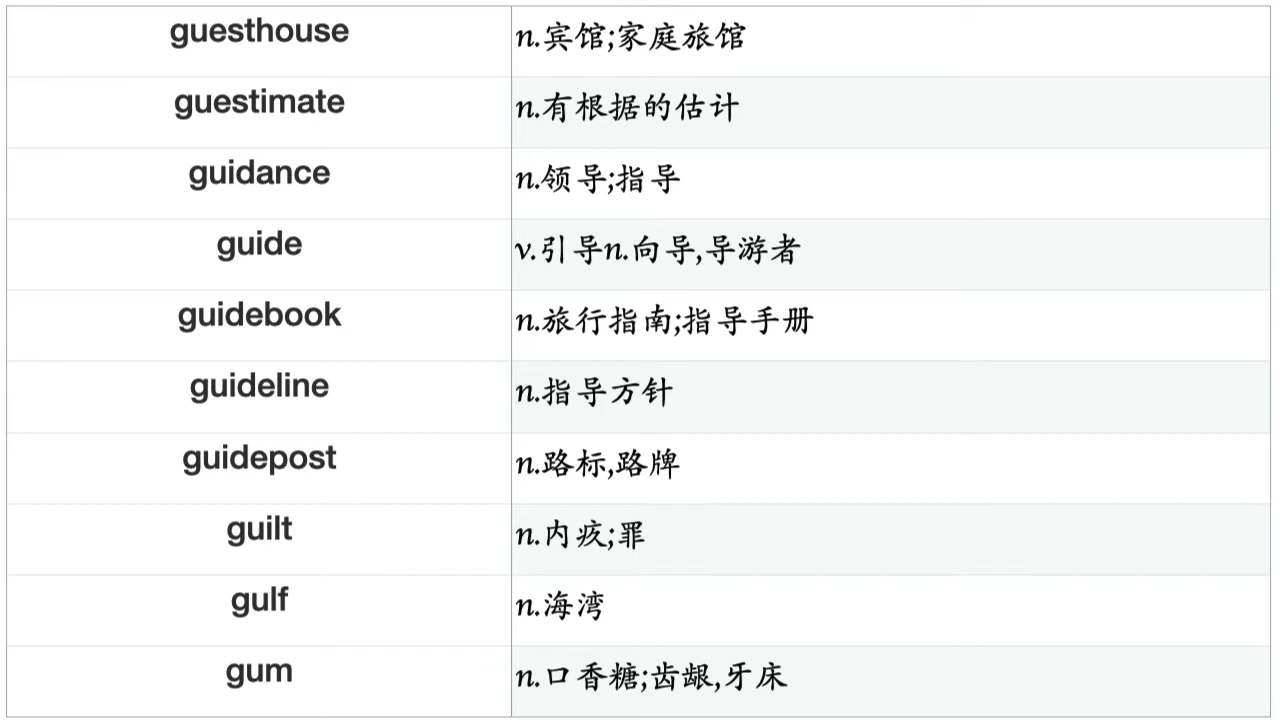 guesthouse n.宾馆;家庭旅馆
guestimate n.有根据的估计
guidance n.领导;指导
guide v.引导n.向导,导游者
guidebook n.旅行指南;指导手册
guideline n.指导方针
guidepost n.路标,路牌
guilt n.内疚;罪
gulf n.海湾
gum n.口香糖;齿龈,牙床